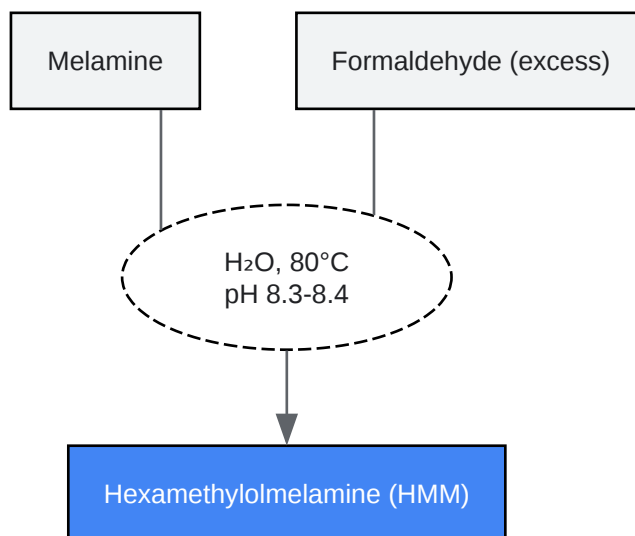 Melamine
Formaldehyde (excess)
H₂O, 80°C
pH 8.3-8.4
Hexamethylolmelamine (HMM)